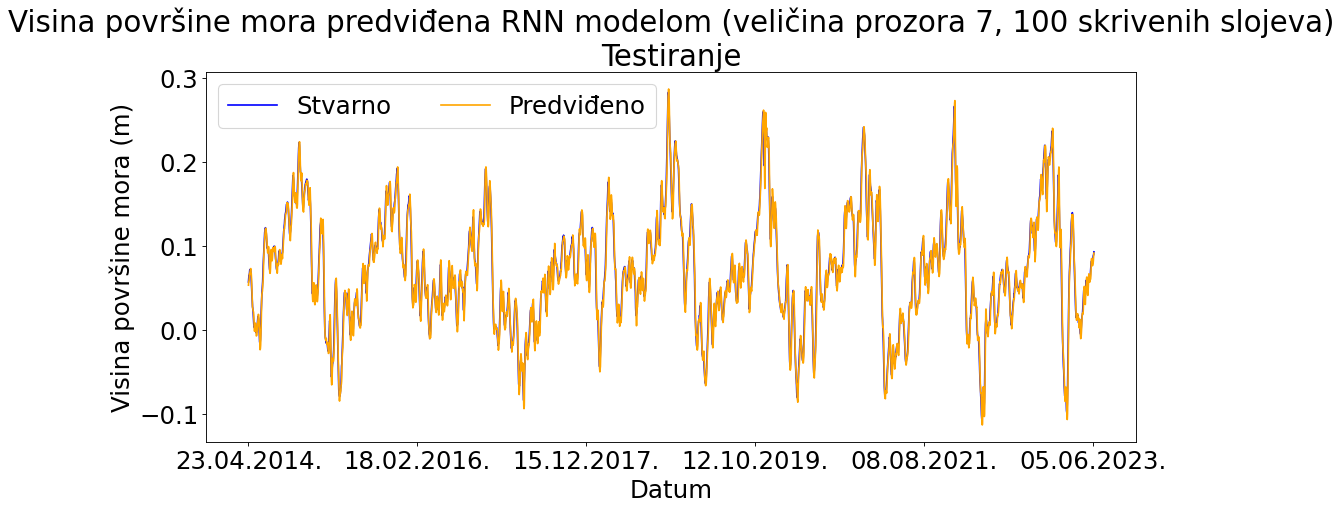 Visina površine mora predviđena RNN modelom (veličina prozora 7, 100 skrivenih slojeva)
Testiranje
Stvarno Predviđeno
Visina površine mora (m)
0.3
0.2
0.1
0.0
−0.1
23.04.2014. 18.02.2016. 15.12.2017. 12.10.2019. 08.08.2021. 05.06.2023.
Datum